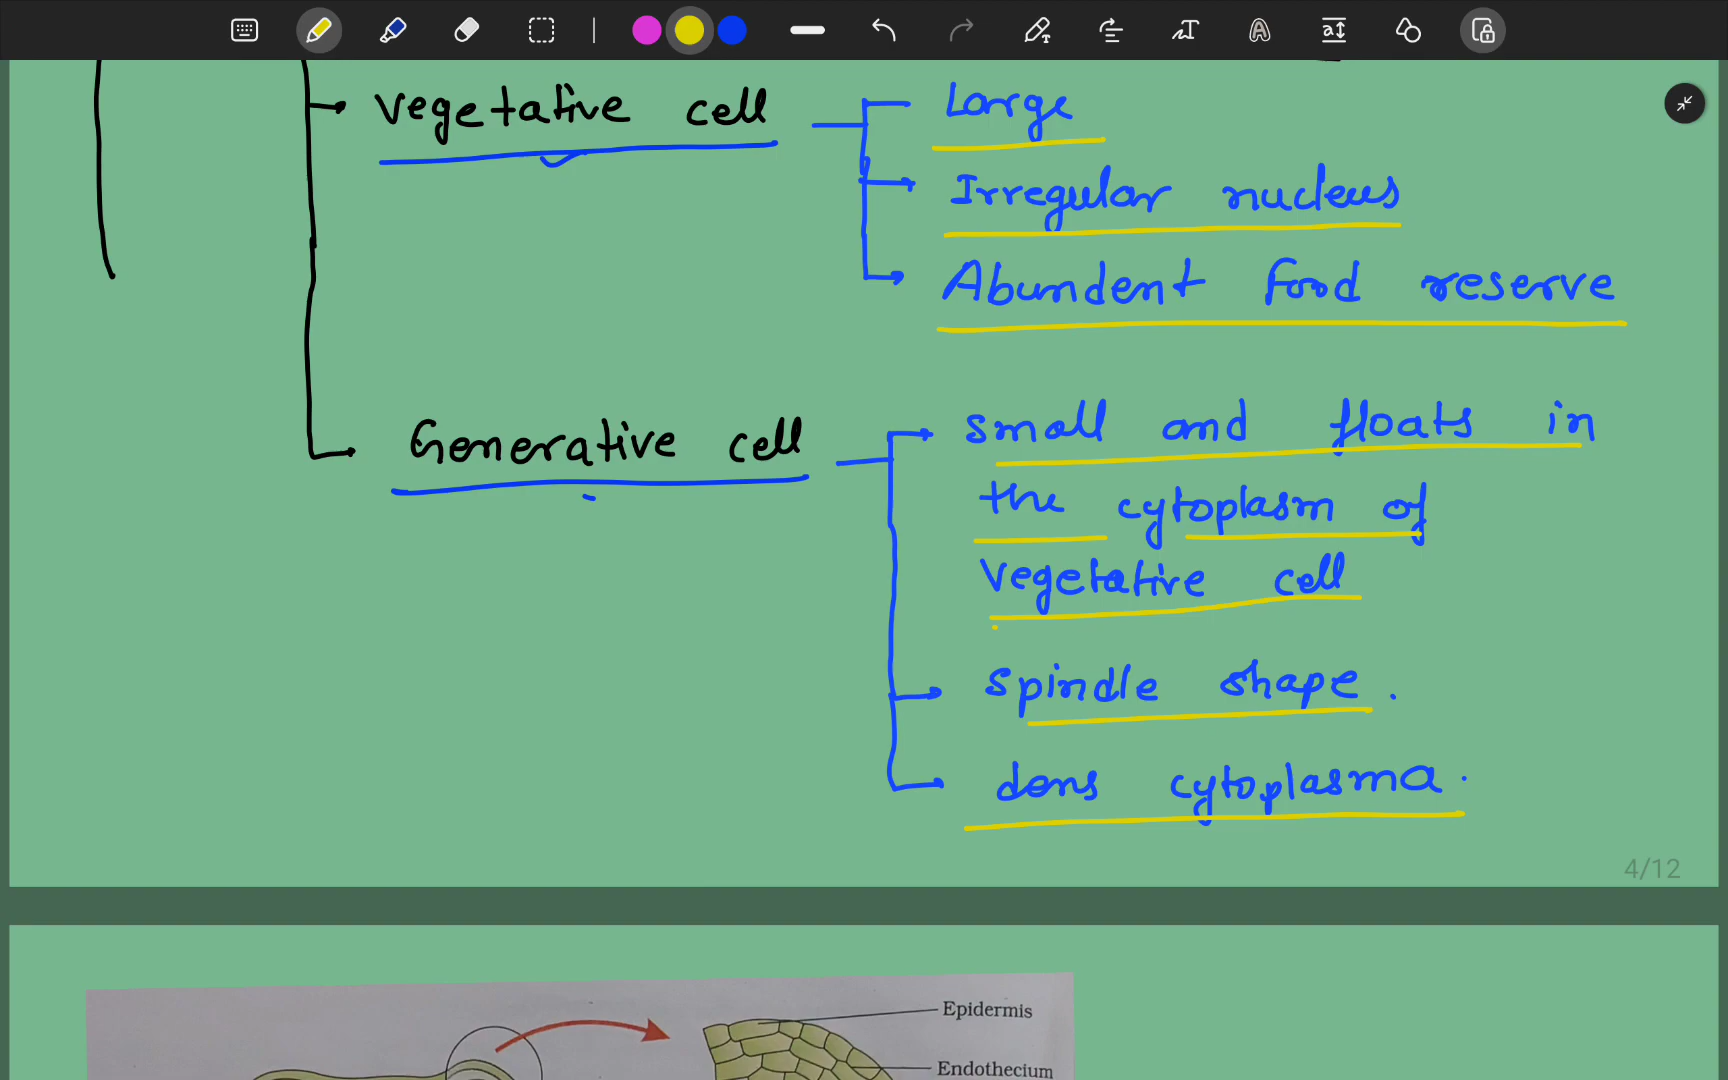 Vegetative cell
Large
Irregular nucleus
Abundent food reserve
Generative cell
small and floats in
the cytoplasm of
vegetative cell
spindle shape.
dens cytoplasma.
4/12
Epidermis
Endothecium